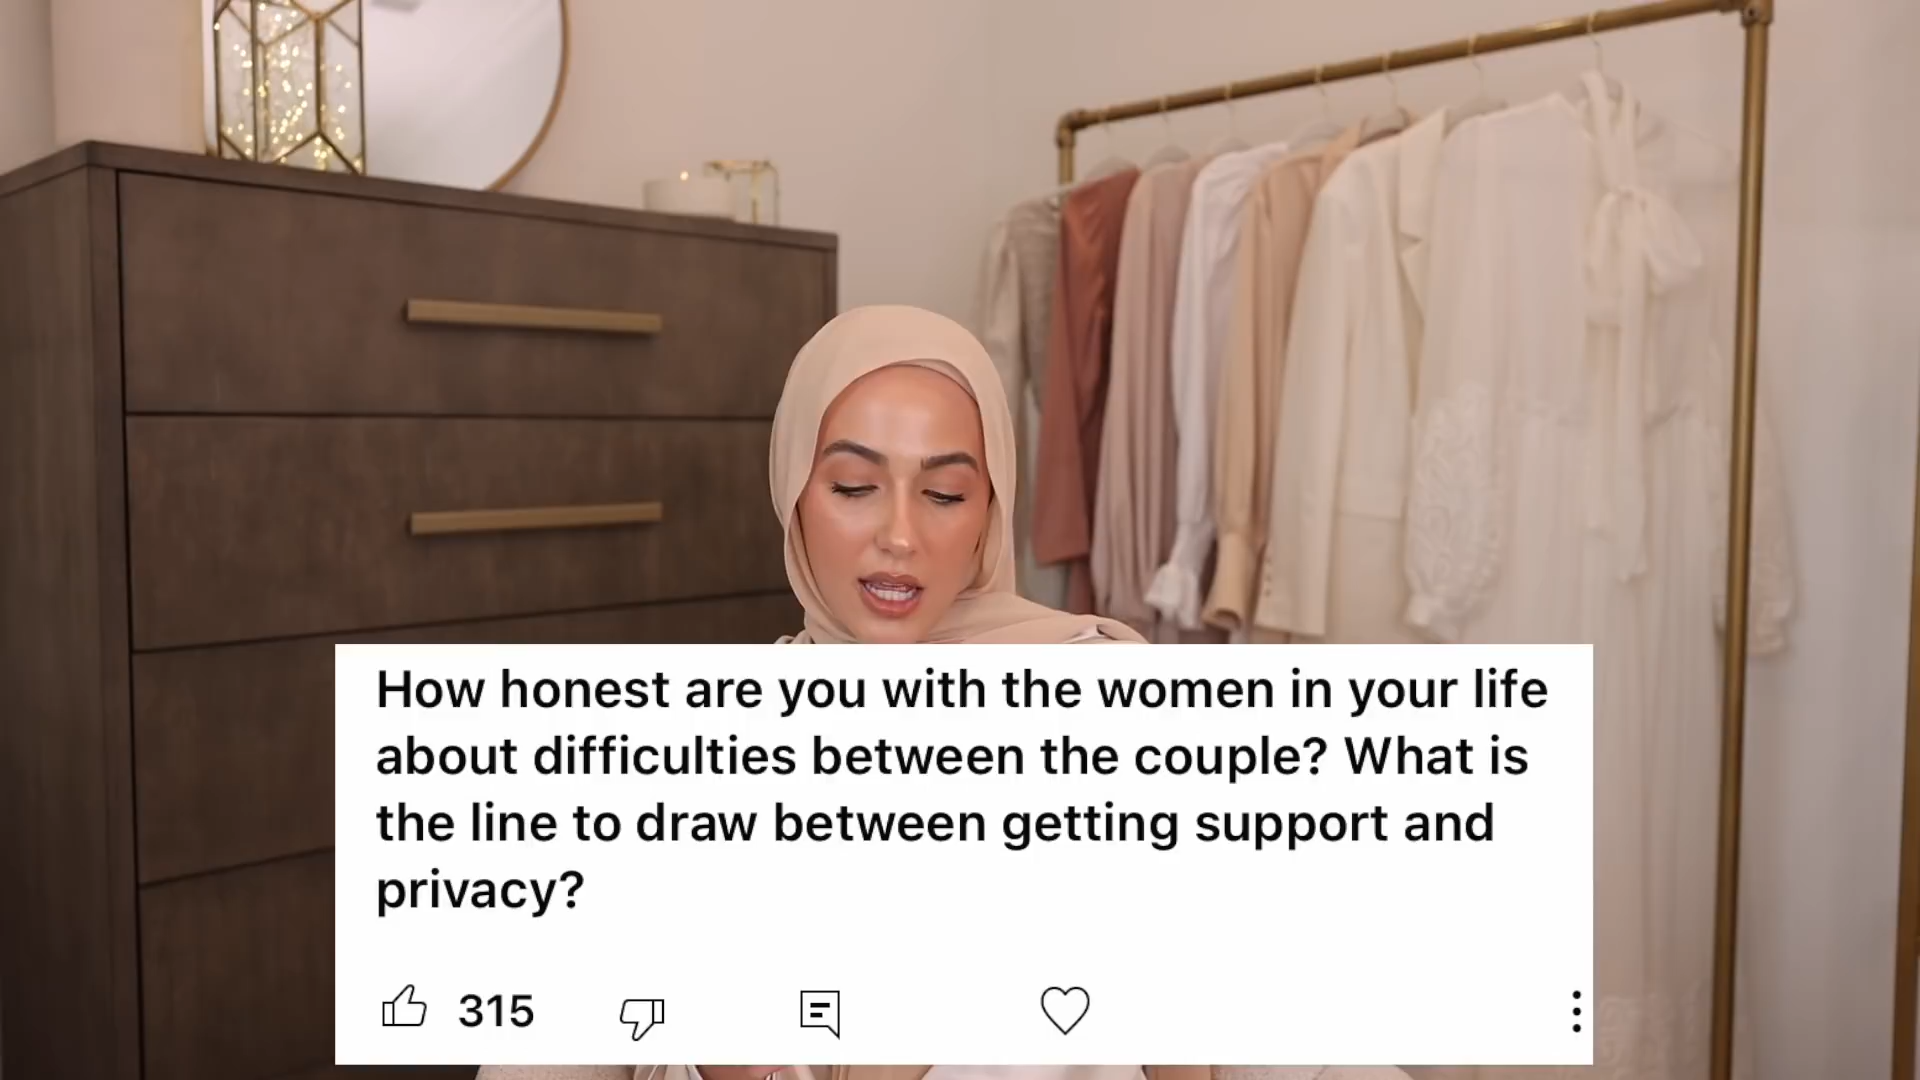 How honest are you with the women in your life
about difficulties between the couple? What is
the line to draw between getting support and
privacy?
315